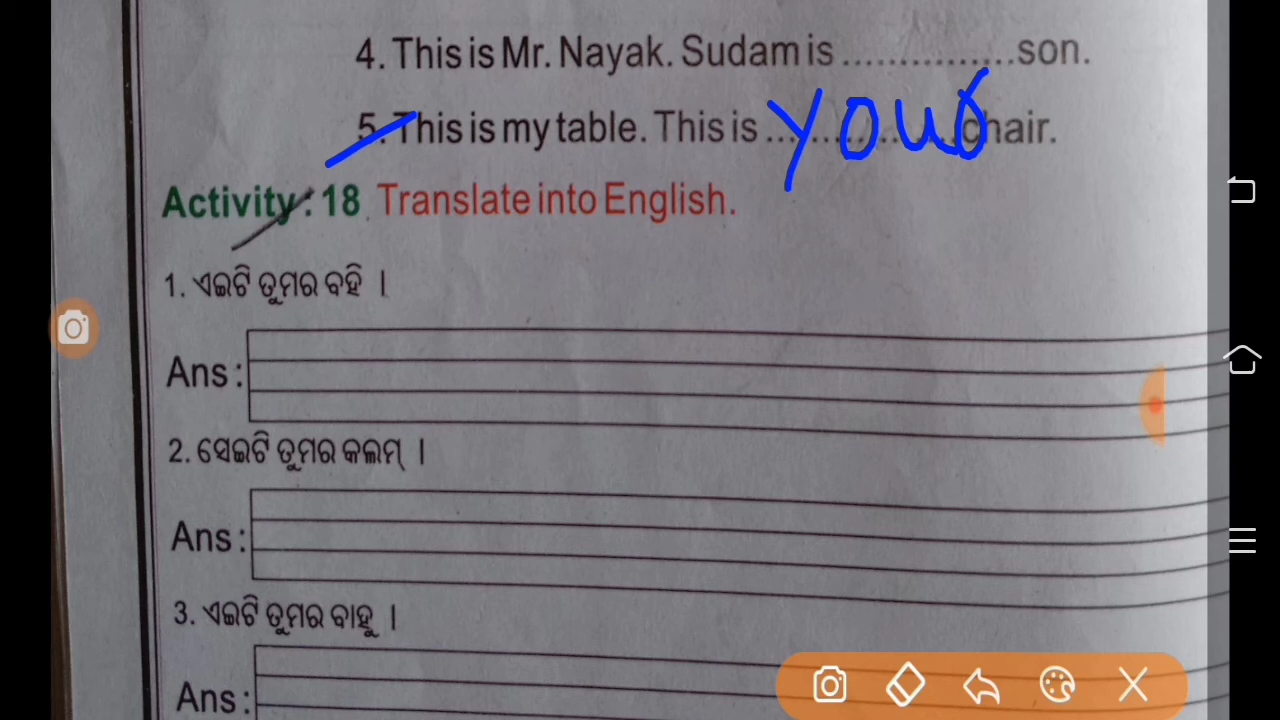 4. This is Mr. Nayak. Sudam is ............... son.
5. This is my table. This is ................. chair.
your
Activity : 18 Translate into English.
1. ଏଇଟି ତୁମର ବହି ।
Ans :
2. ସେଇଟି ତୁମର କଲମ୍ ।
Ans :
3. ଏଇଟି ତୁମର ବାହୁ ।
Ans :